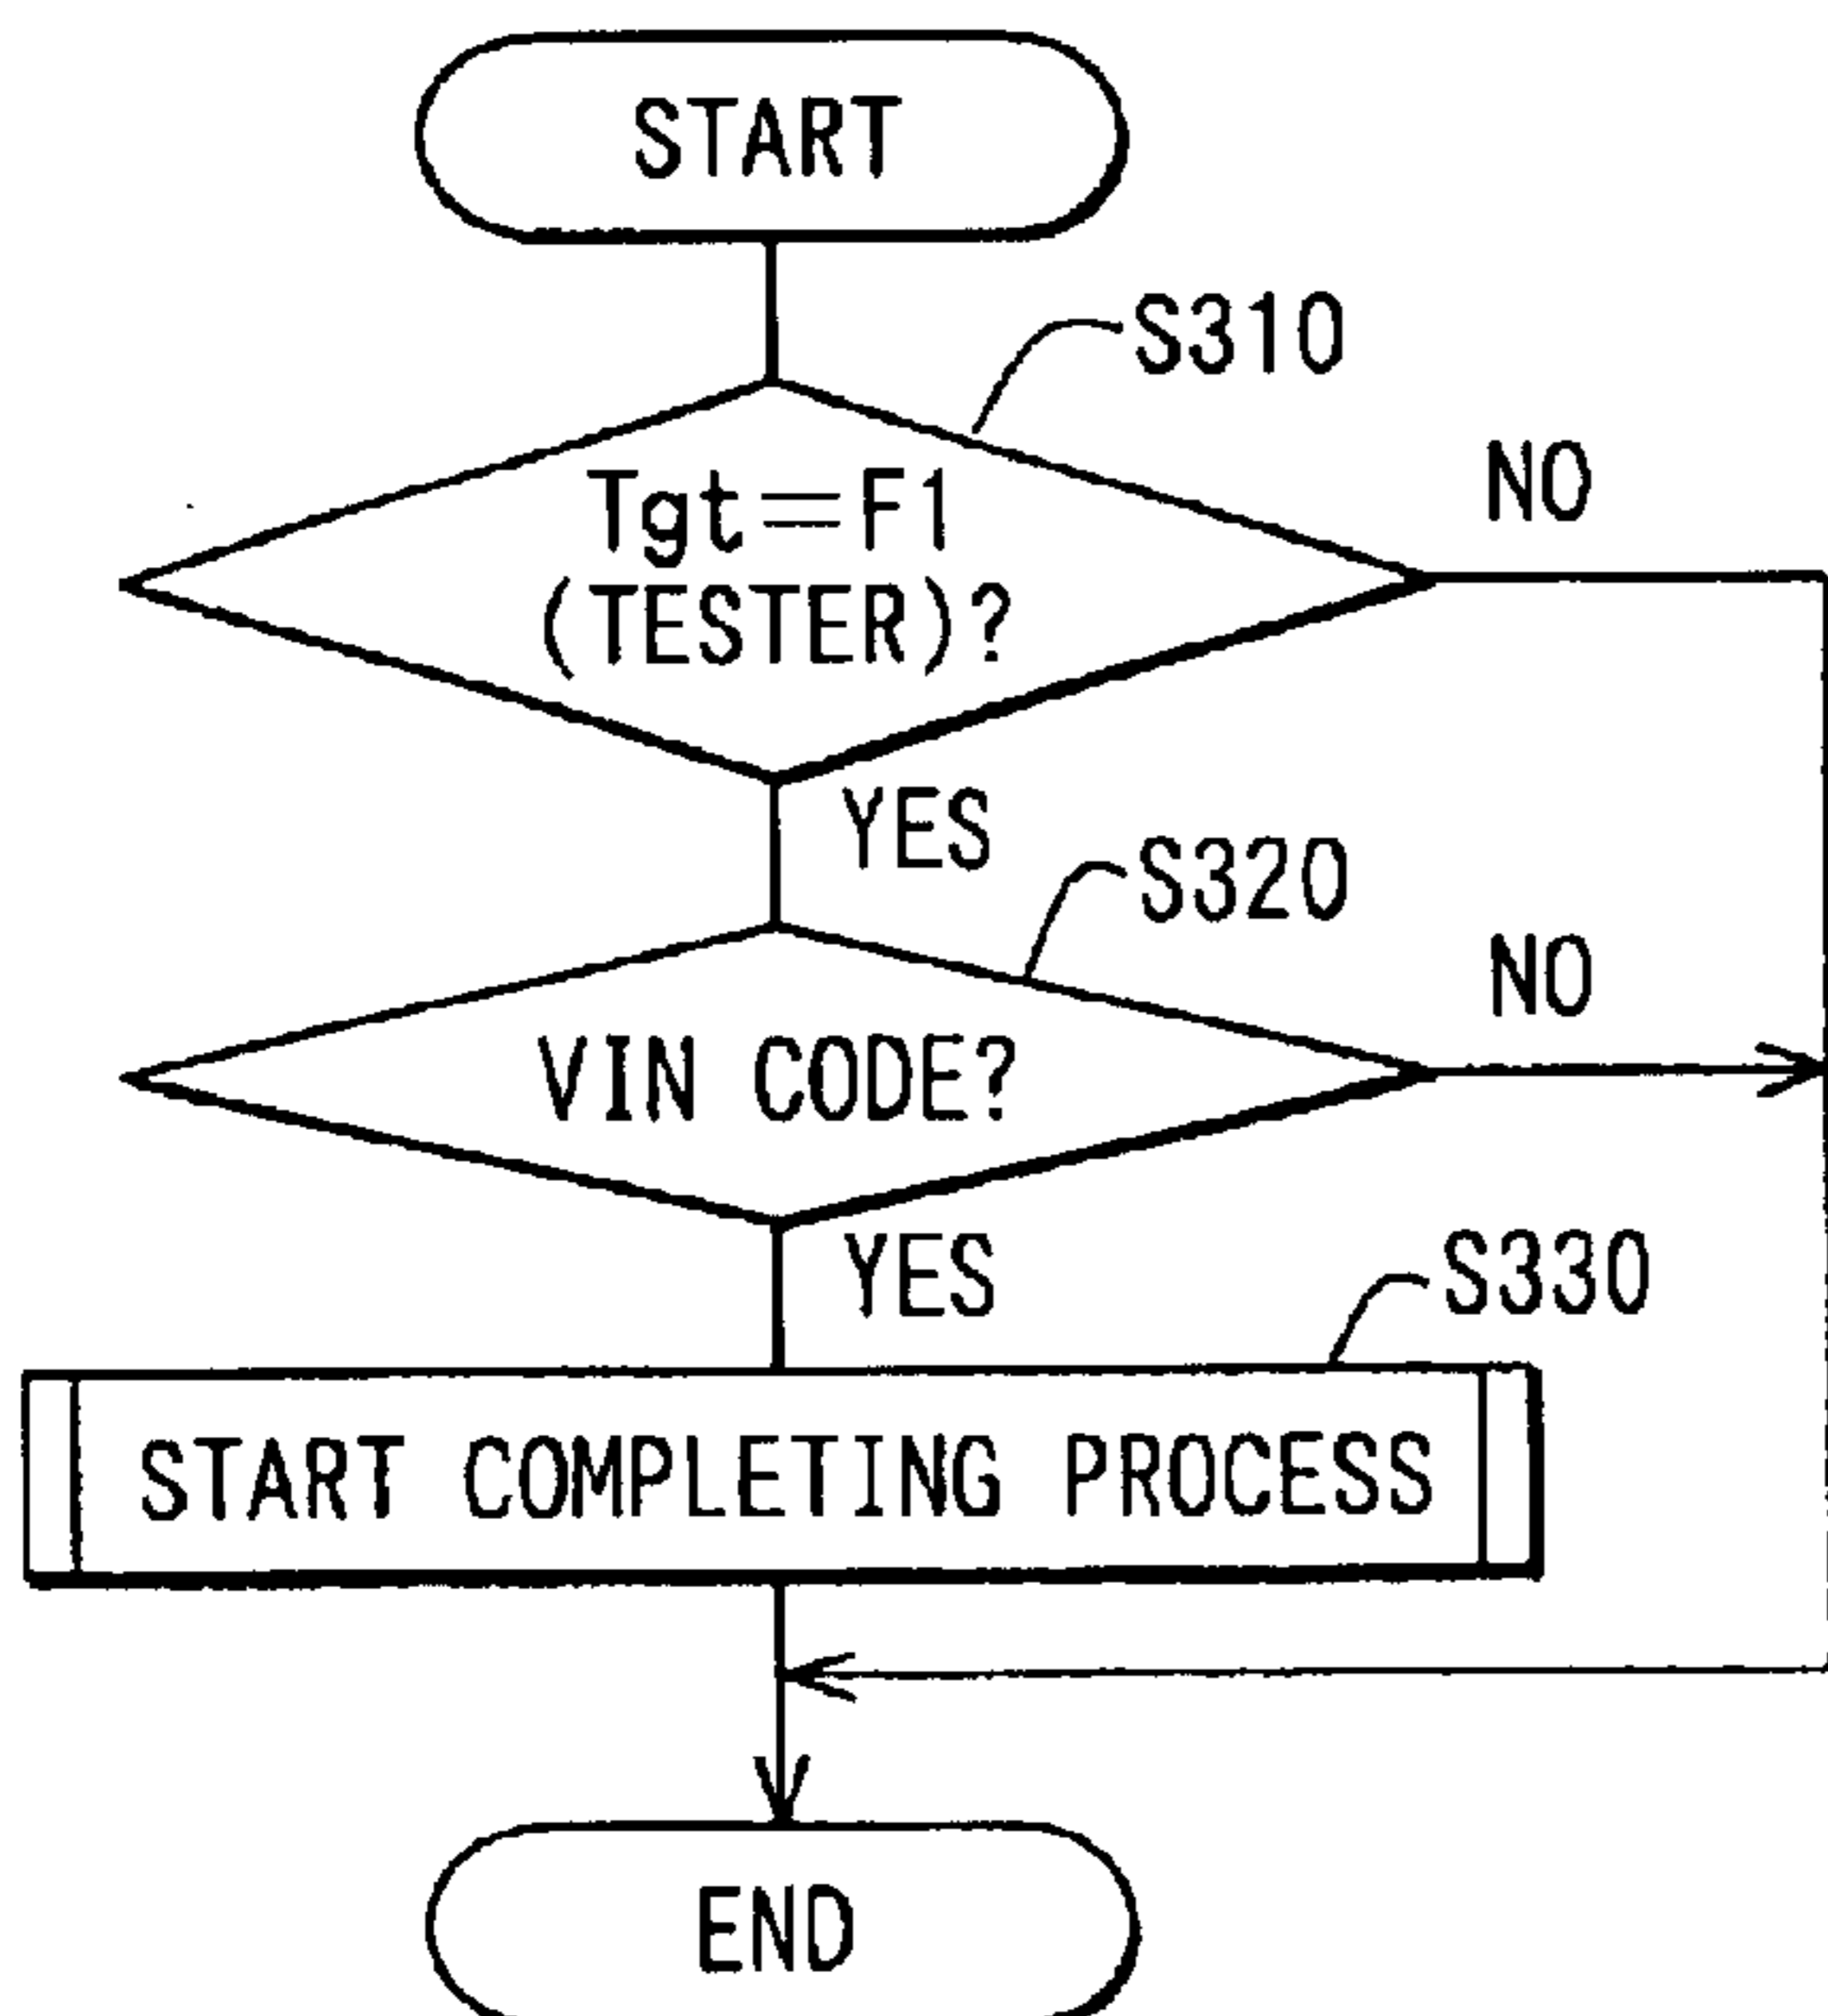 START
S310
Tgt=F1
(TESTER)?
NO
YES
S320
VIN CODE?
NO
YES
S330
START COMPLETING PROCESS
END